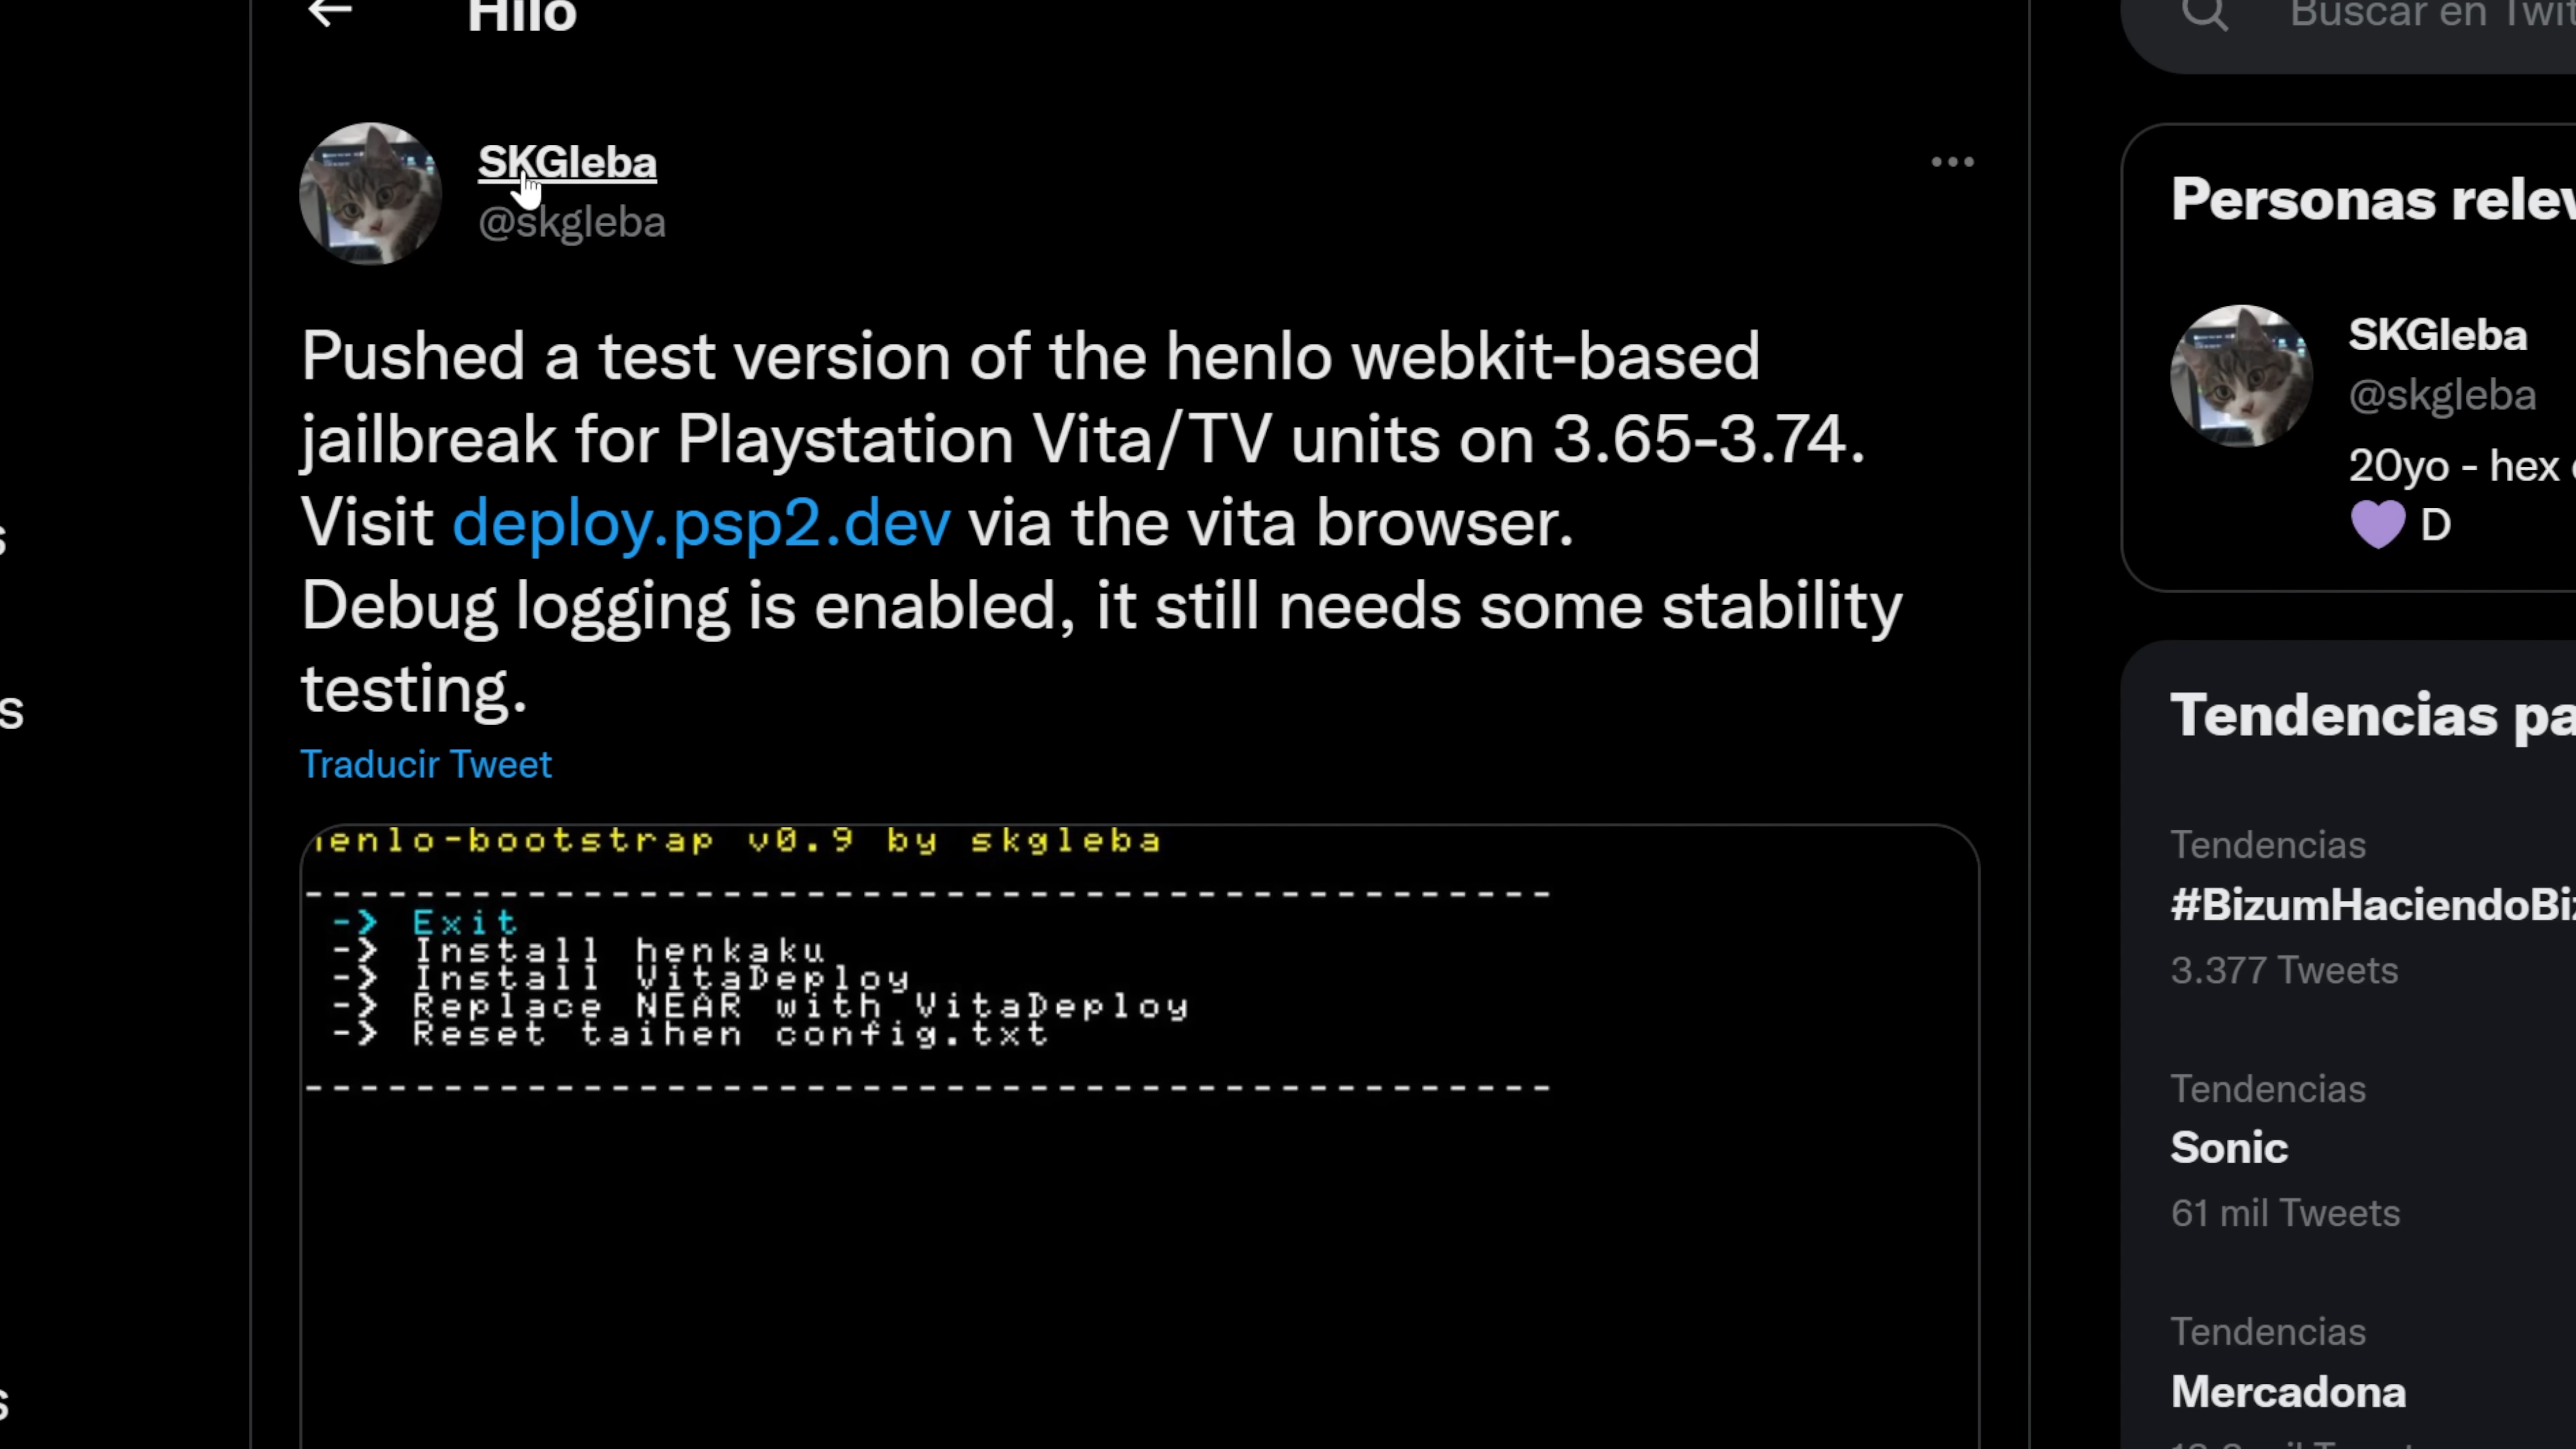 Hilo
Buscar en
SKGleba
@skgleba
Pushed a test version of the henlo webkit-based
jailbreak for Playstation Vita/TV units on 3.65-3.74.
Visit deploy.psp2.dev via the vita browser.
Debug logging is enabled, it still needs some stability
testing.
Traducir Tweet
henlo-bootstrap v0.9 by skgleba
-----------------------------------------------
-> Exit
-> Install henkaku
-> Install VitaDeploy
-> Replace NEAR with VitaDeploy
-> Reset taihen config.txt
-----------------------------------------------
Personas
SKGleba
@skgleba
20yo - hex
💜 D
Tendencias
Tendencias
#BizumHaciendoBi
3.377 Tweets
Tendencias
Sonic
61 mil Tweets
Tendencias
Mercadona